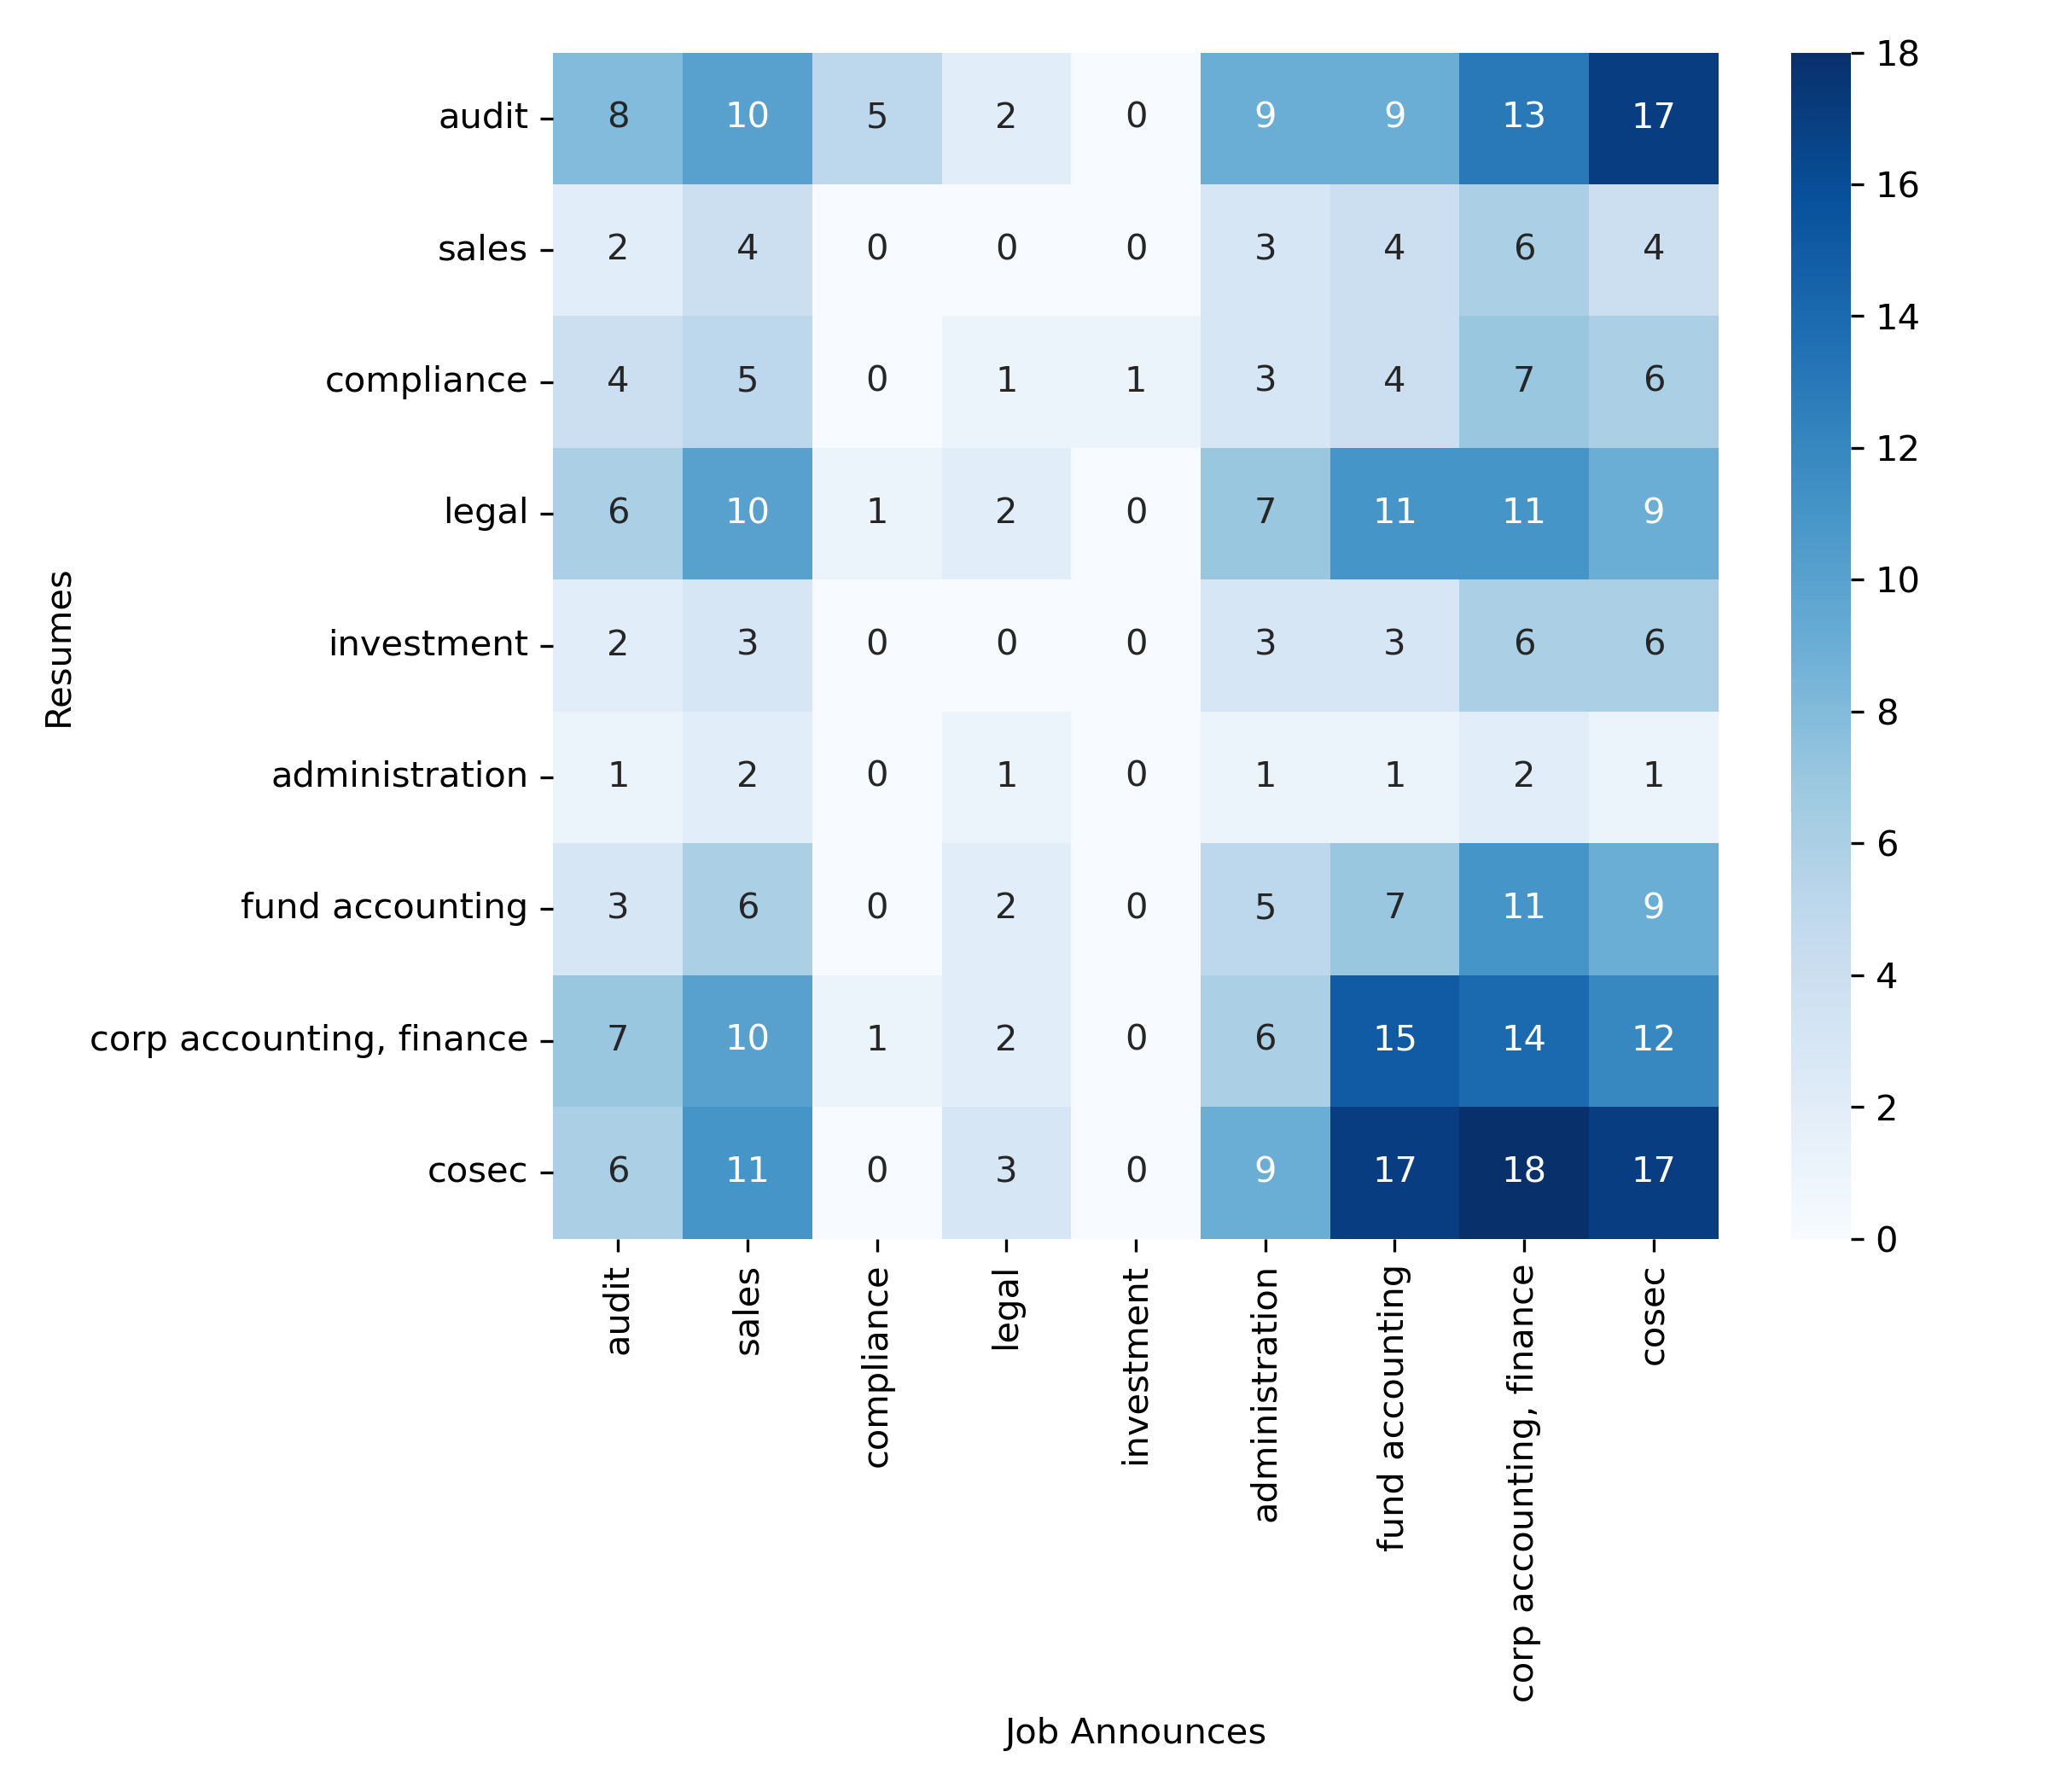 audit 8 10 5 2 0 9 9 13 17
sales 2 4 0 0 0 3 4 6 4
compliance 4 5 0 1 1 3 4 7 6
legal 6 10 1 2 0 7 11 11 9
investment 2 3 0 0 0 3 3 6 6
administration 1 2 0 1 0 1 1 2 1
fund accounting 3 6 0 2 0 5 7 11 9
corp accounting, finance 7 10 1 2 0 6 15 14 12
cosec 6 11 0 3 0 9 17 18 17
Resumes
audit
sales
compliance
legal
investment
administration
fund accounting
corp accounting, finance
cosec
Job Announces
18
16
14
12
10
8
6
4
2
0